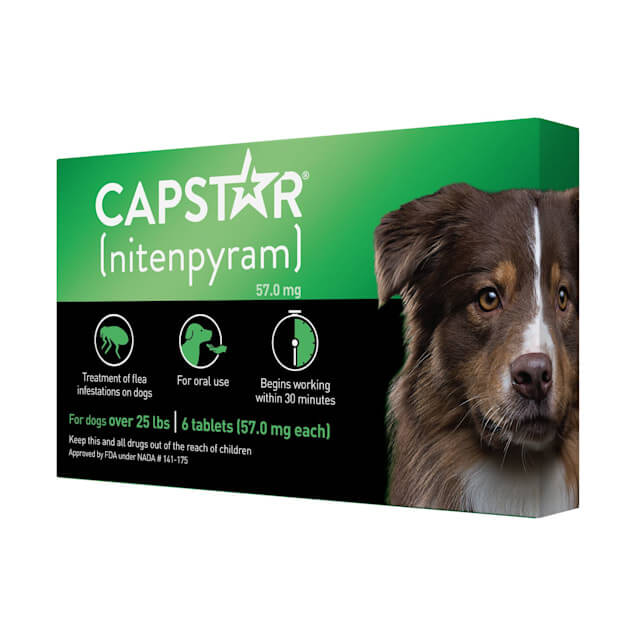 CAPSTAR®
(nitenpyram)
57.0 mg
Treatment of flea
infestations on dogs
For oral use
Begins working
within 30 minutes
For dogs over 25 lbs | 6 tablets (57.0 mg each)
Keep this and all drugs out of the reach of children
Approved by FDA under NADA # 141-175